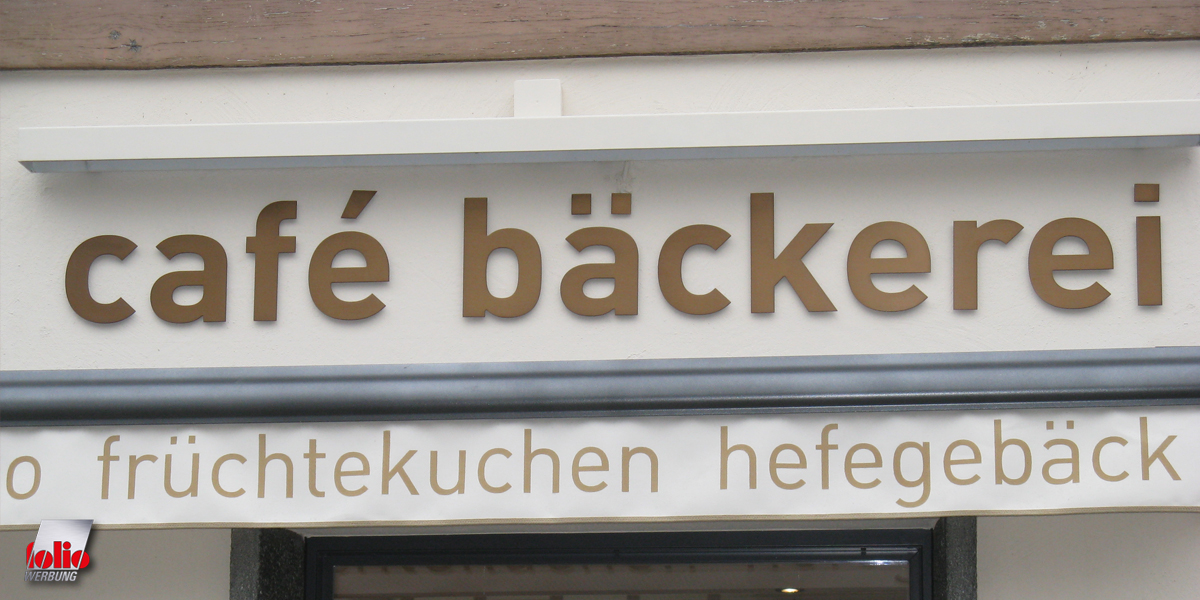 café bäckerei
o früchtekuchen hefegebäck
folio
WERBUNG